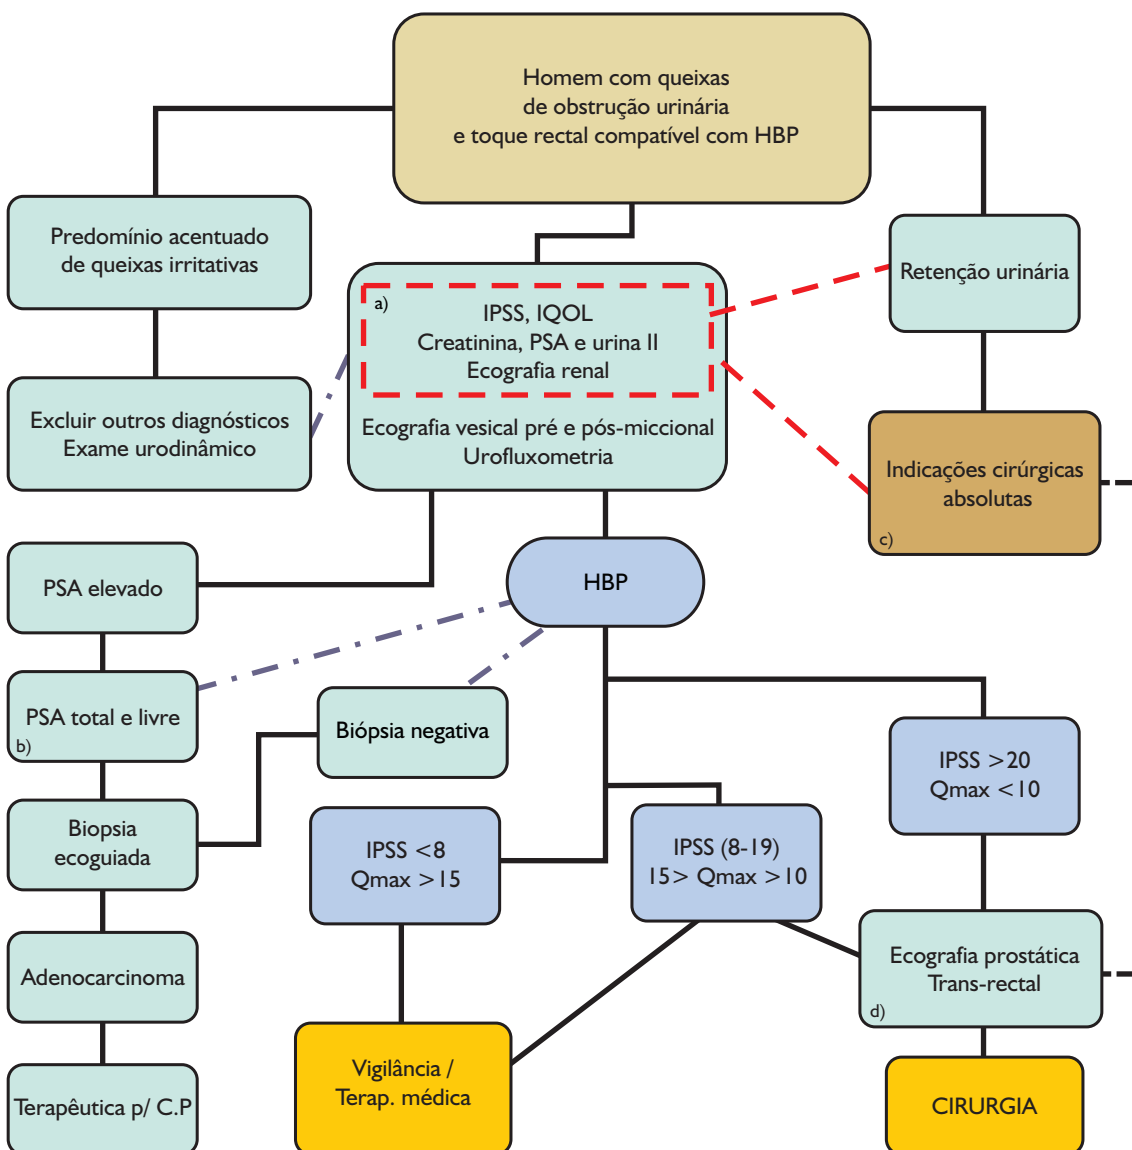 Homem com queixas
de obstrução urinária
e toque rectal compatível com HBP
Predomínio acentuado
de queixas irritativas
Retenção urinária
a)
IPSS, IQOL
Creatinina, PSA e urina II
Ecografia renal
Ecografia vesical pré e pós-miccional
Urofluxometria
Excluir outros diagnósticos
Exame urodinâmico
Indicações cirúrgicas
absolutas
c)
PSA elevado
HBP
PSA total e livre
b)
Biópsia negativa
IPSS >20
Qmax <10
Biopsia
ecoguiada
IPSS <8
Qmax >15
IPSS (8-19)
15> Qmax >10
Adenocarcinoma
Ecografia prostática
Trans-rectal
d)
Vigilância /
Terap. médica
Terapêutica p/ C.P
CIRURGIA